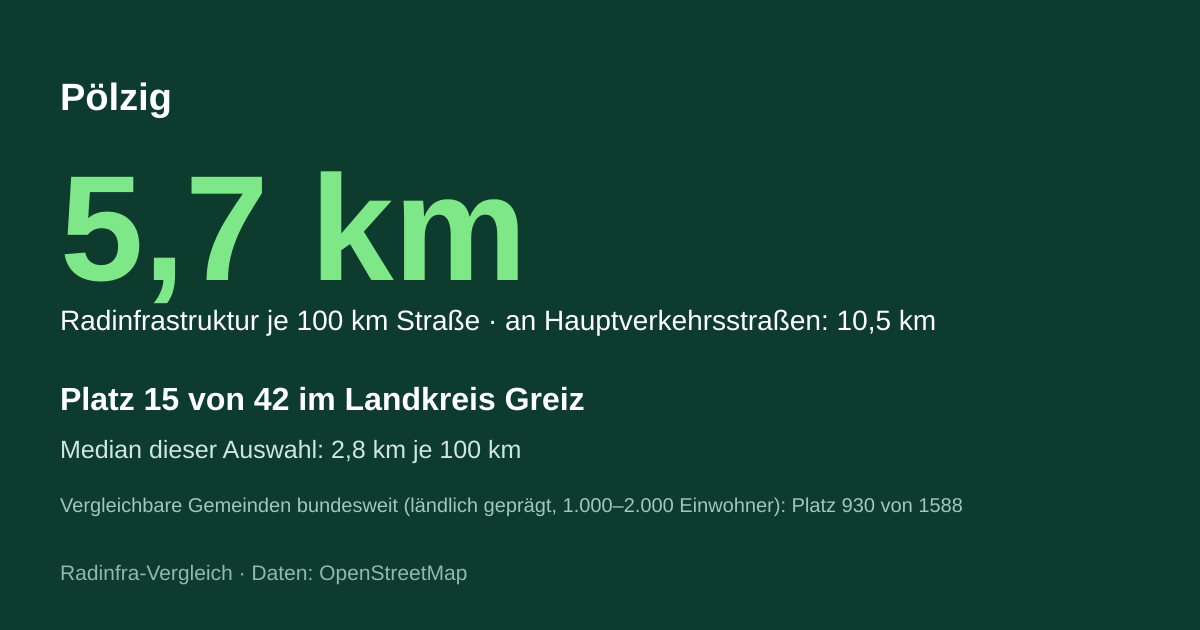 Pölzig
5,7 km
Radinfrastruktur je 100 km Straße · an Hauptverkehrsstraßen: 10,5 km
Platz 15 von 42 im Landkreis Greiz
Median dieser Auswahl: 2,8 km je 100 km
Vergleichbare Gemeinden bundesweit (ländlich geprägt, 1.000–2.000 Einwohner): Platz 930 von 1588
Radinfra-Vergleich · Daten: OpenStreetMap